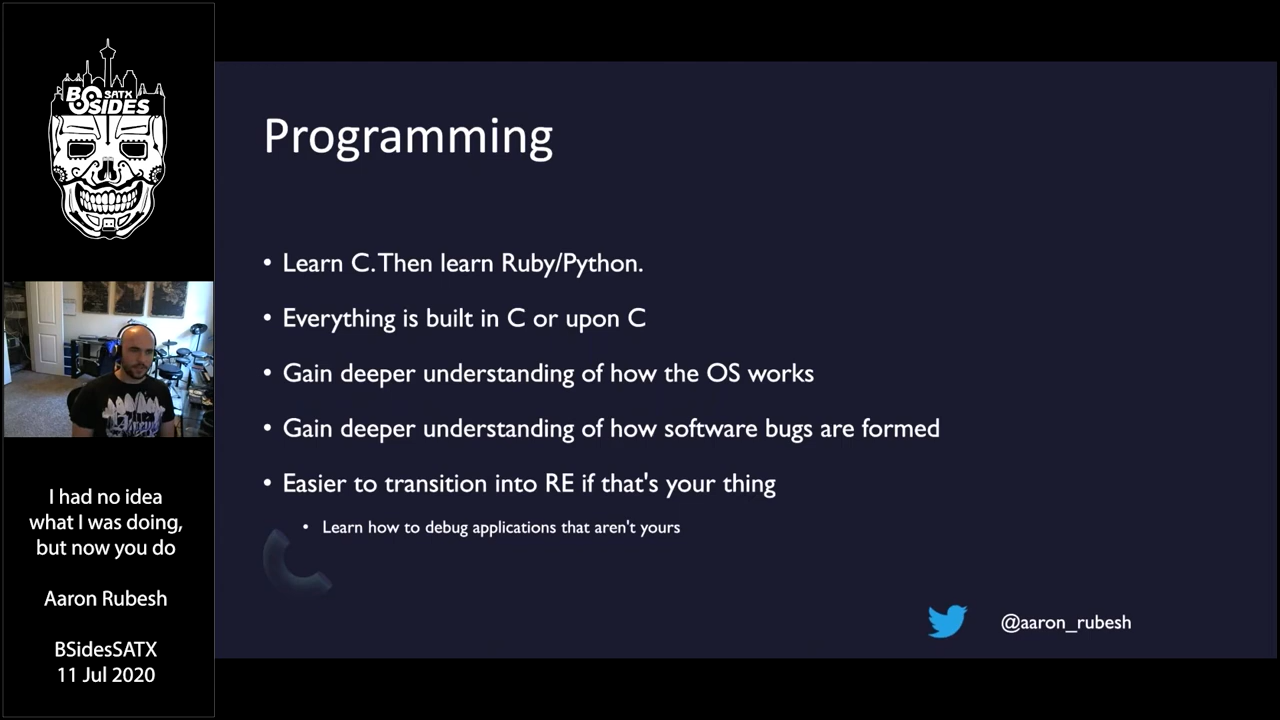 BSIDES
SATX
Programming
• Learn C. Then learn Ruby/Python.
• Everything is built in C or upon C
• Gain deeper understanding of how the OS works
• Gain deeper understanding of how software bugs are formed
• Easier to transition into RE if that's your thing
• Learn how to debug applications that aren't yours
@aaron_rubesh
I had no idea
what I was doing,
but now you do
Aaron Rubesh
BSidesSATX
11 Jul 2020